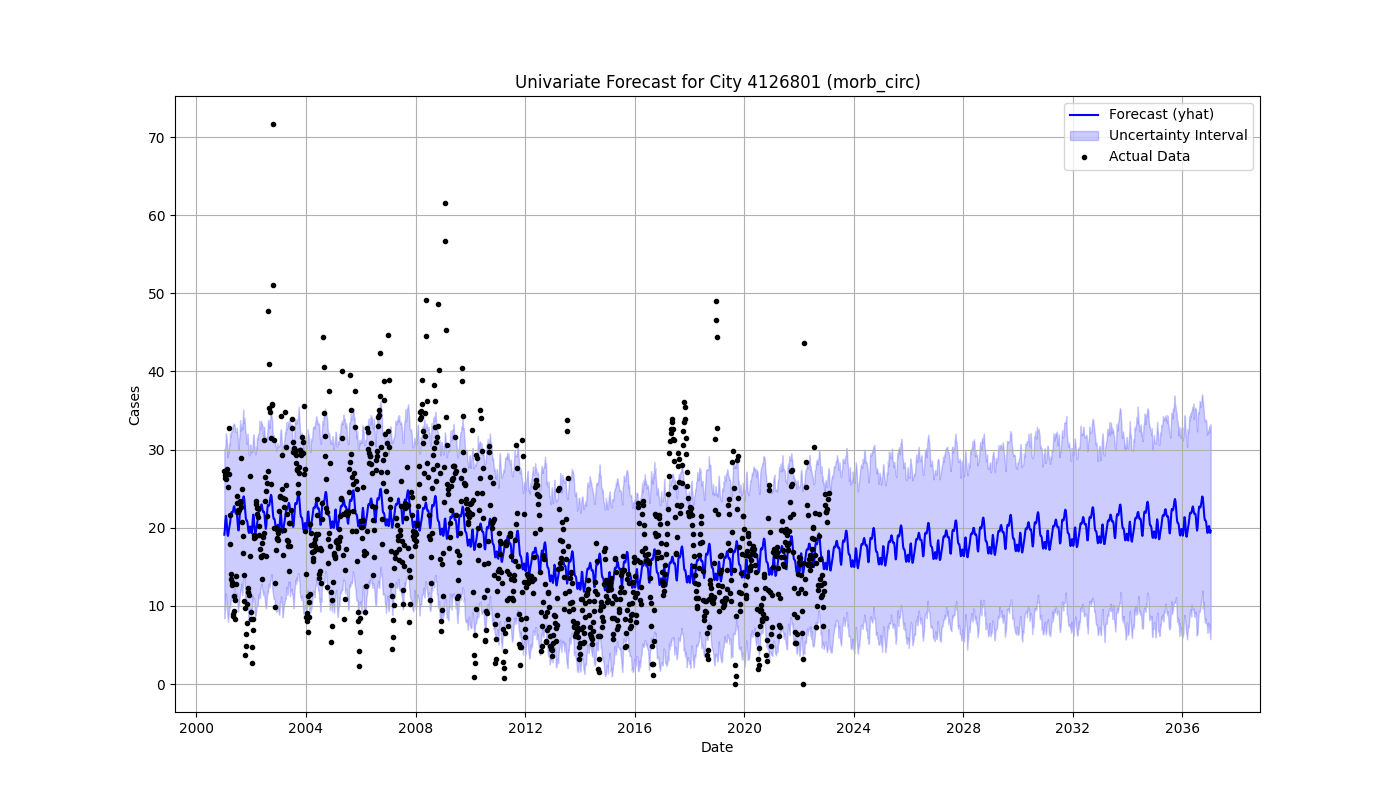 Univariate Forecast for City 4126801 (morb_circ)
Forecast (yhat)
Uncertainty Interval
Actual Data
Cases
70
60
50
40
30
20
10
0
2000 2004 2008 2012 2016 2020 2024 2028 2032 2036
Date